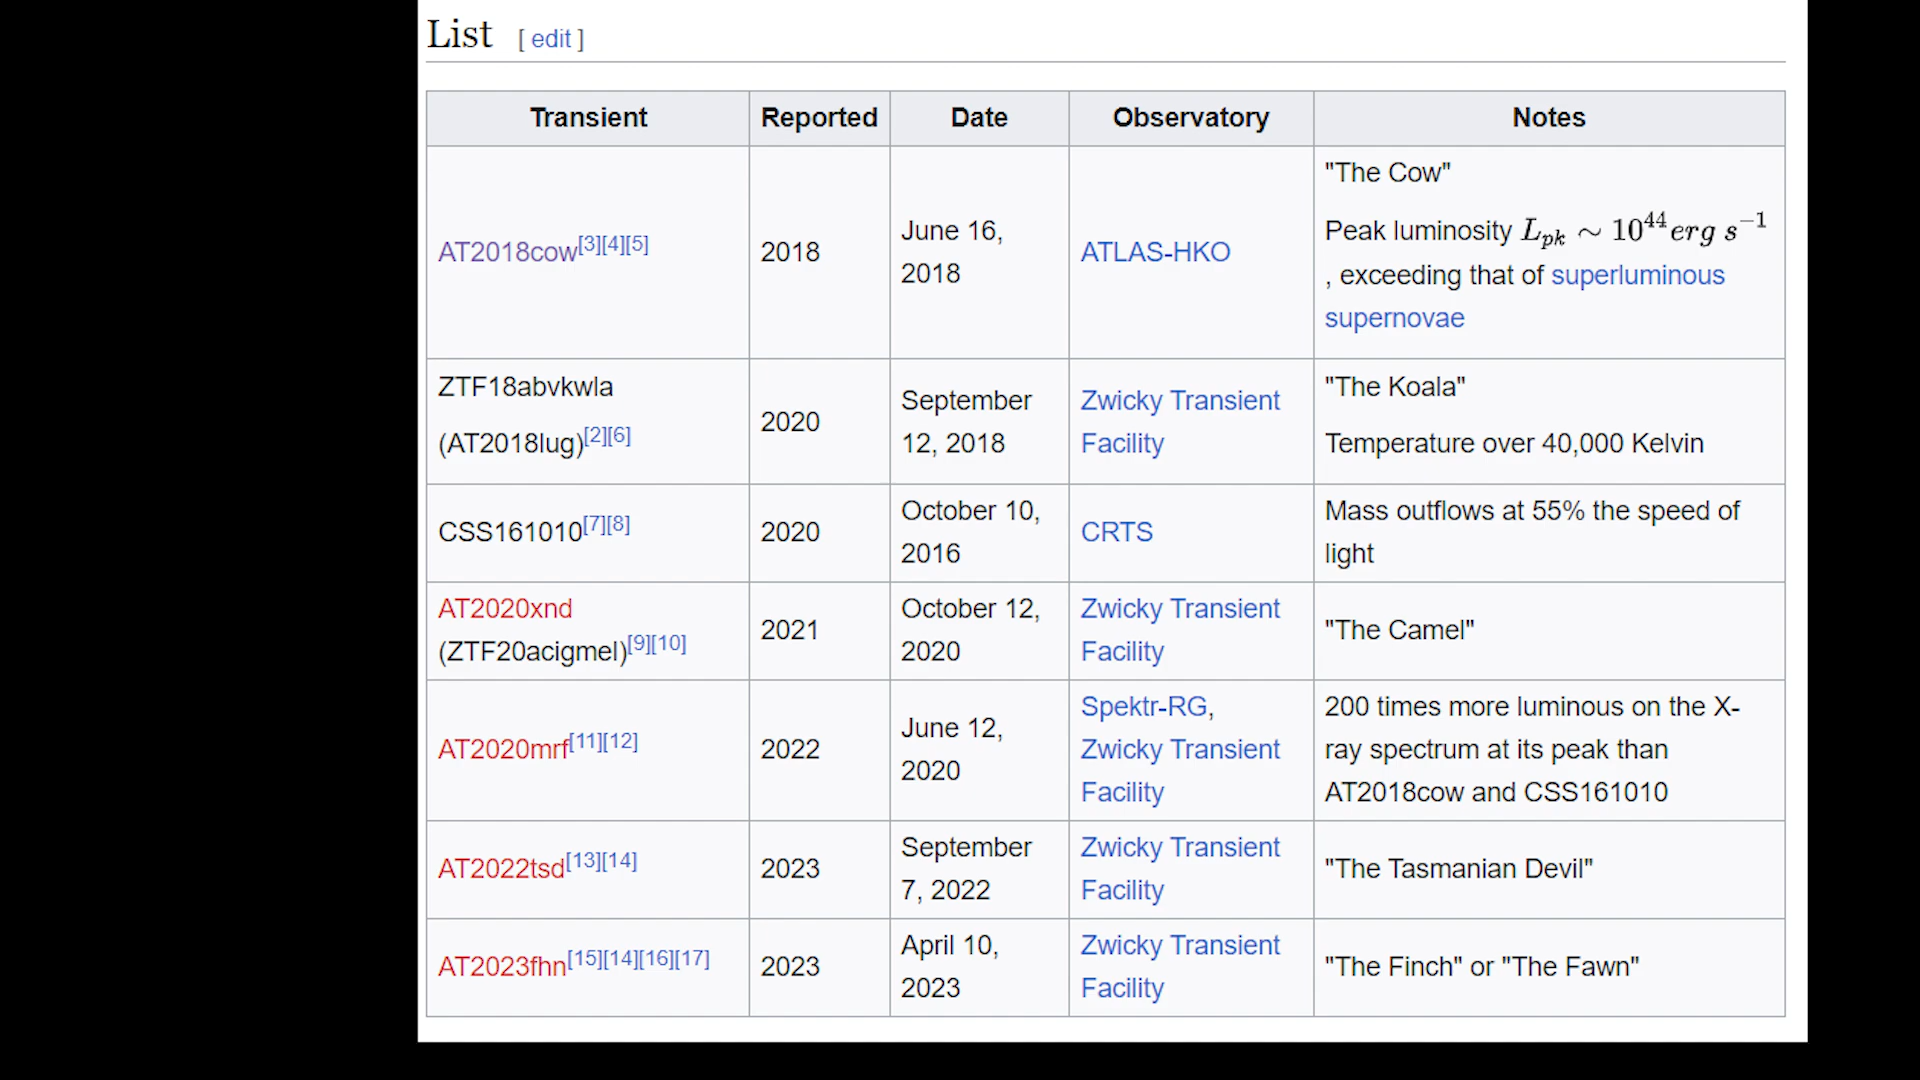 List [ edit ]
Transient Reported Date Observatory Notes
AT2018cow[3][4][5]
2018
June 16,
2018
ATLAS-HKO
"The Cow"
Peak luminosity L_pk ∼ 10^44 erg s^−1
, exceeding that of superluminous
supernovae
ZTF18abvkwla
(AT2018lug)[2][6]
2020
September
12, 2018
Zwicky Transient
Facility
"The Koala"
Temperature over 40,000 Kelvin
CSS161010[7][8]
2020
October 10,
2016
CRTS
Mass outflows at 55% the speed of
light
AT2020xnd
(ZTF20acigmel)[9][10]
2021
October 12,
2020
Zwicky Transient
Facility
"The Camel"
AT2020mrf[11][12]
2022
June 12,
2020
Spektr-RG,
Zwicky Transient
Facility
200 times more luminous on the X-
ray spectrum at its peak than
AT2018cow and CSS161010
AT2022tsd[13][14]
2023
September
7, 2022
Zwicky Transient
Facility
"The Tasmanian Devil"
AT2023fhn[15][14][16][17]
2023
April 10,
2023
Zwicky Transient
Facility
"The Finch" or "The Fawn"